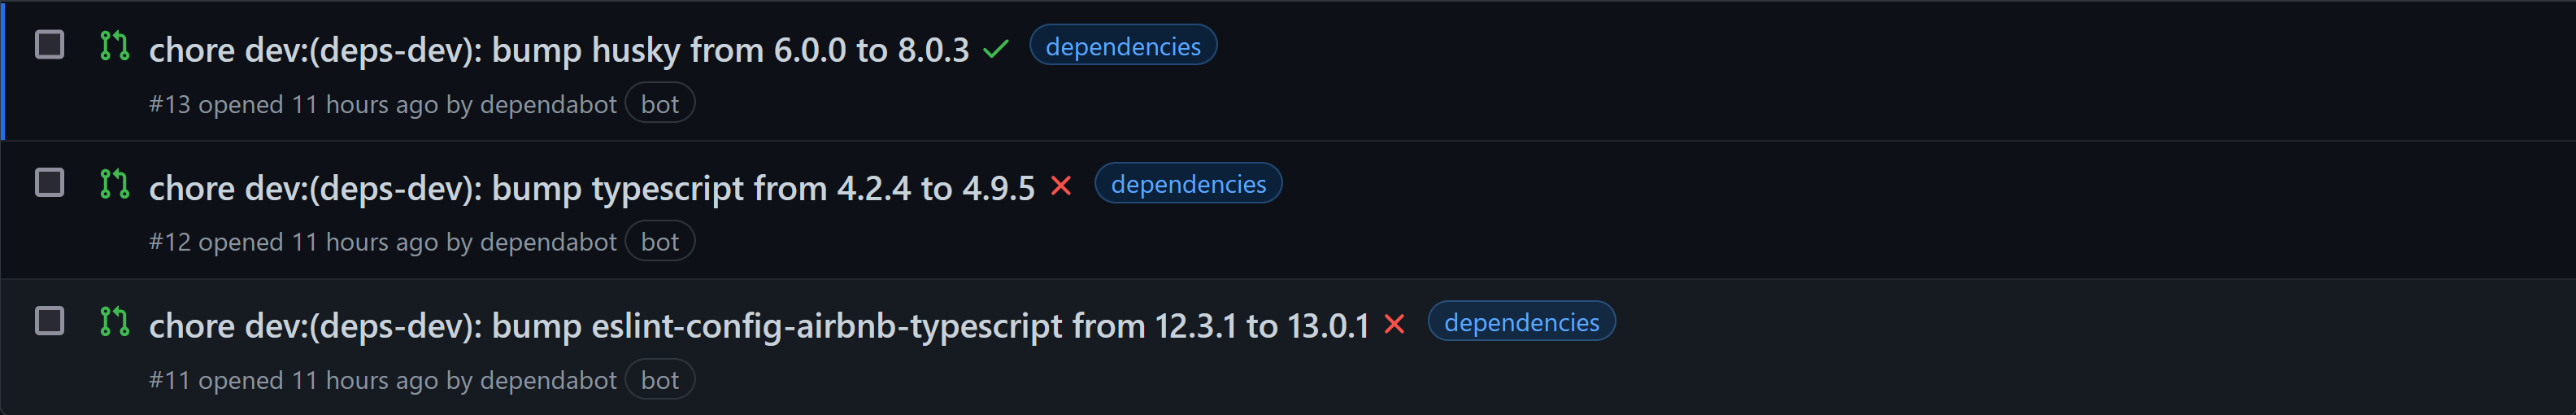 chore dev:(deps-dev): bump husky from 6.0.0 to 8.0.3 dependencies
#13 opened 11 hours ago by dependabot bot
chore dev:(deps-dev): bump typescript from 4.2.4 to 4.9.5 dependencies
#12 opened 11 hours ago by dependabot bot
chore dev:(deps-dev): bump eslint-config-airbnb-typescript from 12.3.1 to 13.0.1 dependencies
#11 opened 11 hours ago by dependabot bot